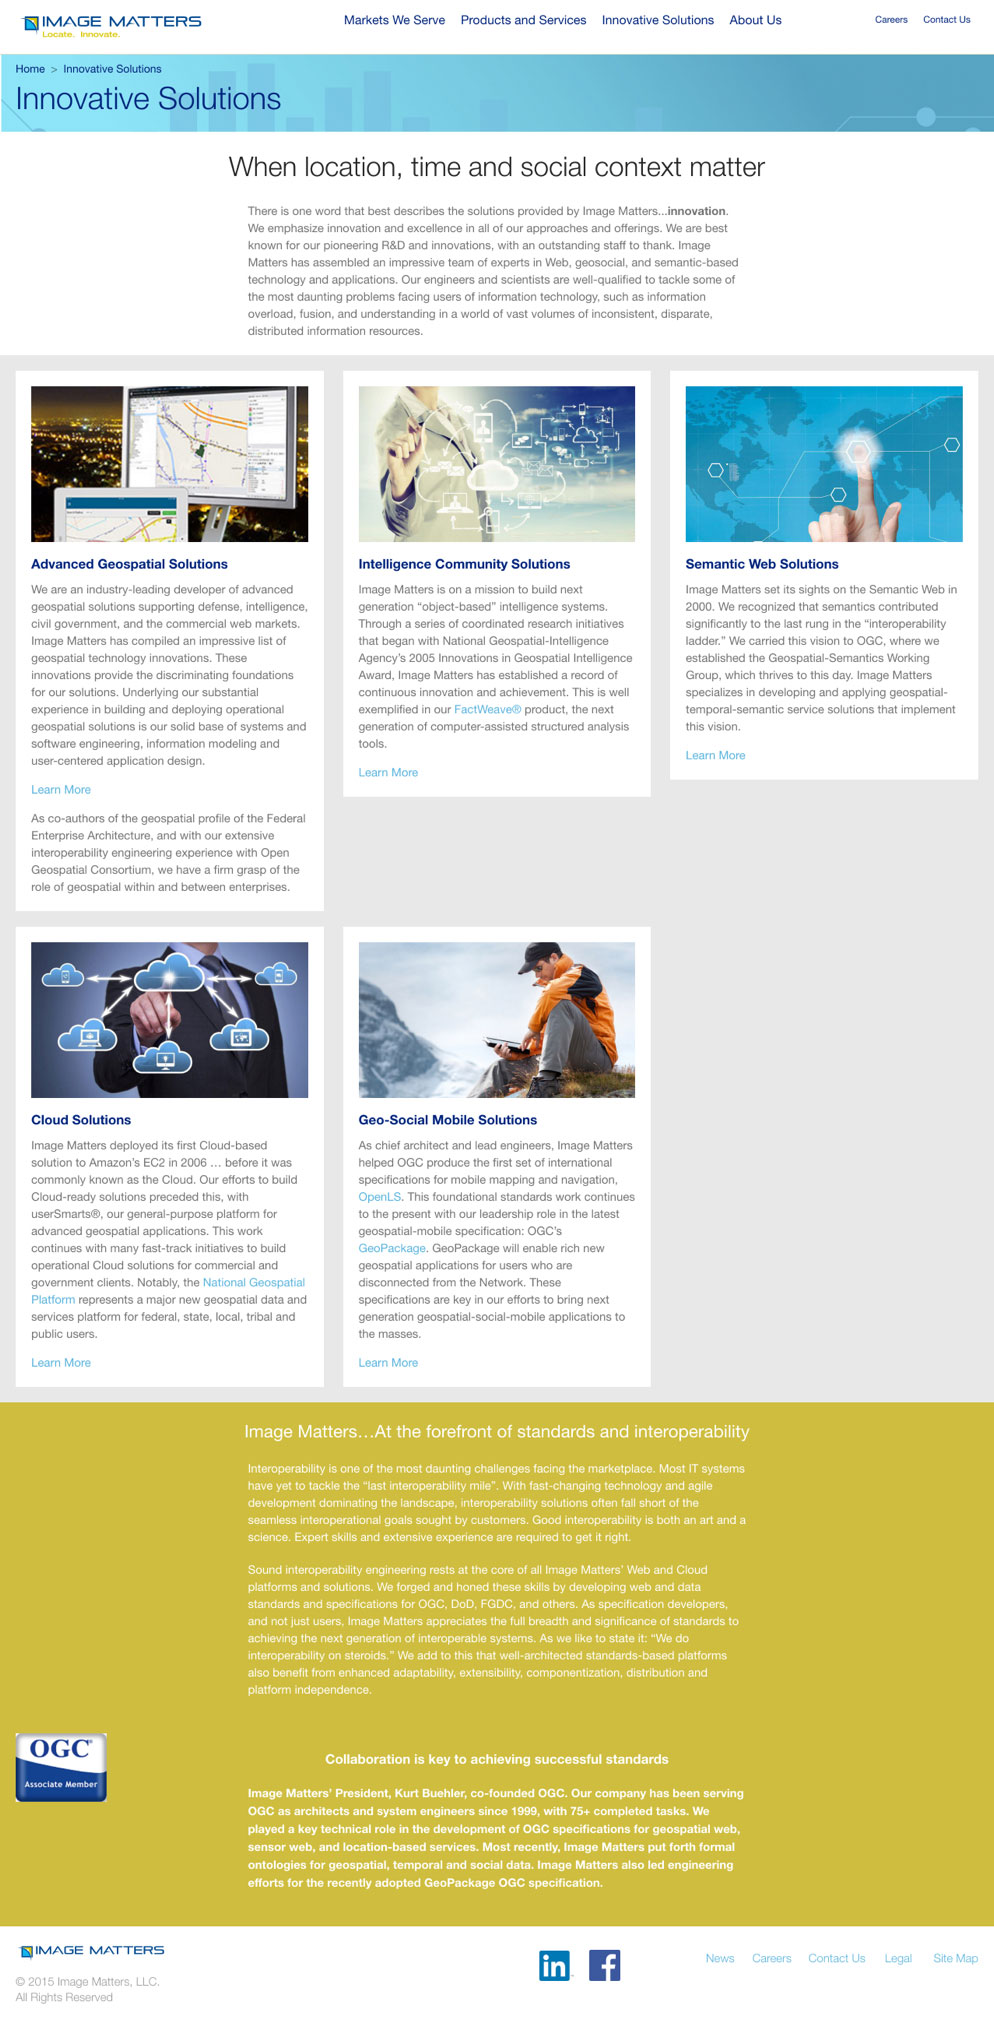 IMAGE MATTERS
Locate. Innovate.
Markets We Serve
Products and Services
Innovative Solutions
About Us
Careers
Contact Us
Home > Innovative Solutions
Innovative Solutions
When location, time and social context matter
There is one word that best describes the solutions provided by Image Matters...innovation.
We emphasize innovation and excellence in all of our approaches and offerings. We are best
known for our pioneering R&D and innovations, with an outstanding staff to thank. Image
Matters has assembled an impressive team of experts in Web, geosocial, and semantic-based
technology and applications. Our engineers and scientists are well-qualified to tackle some of
the most daunting problems facing users of information technology, such as information
overload, fusion, and understanding in a world of vast volumes of inconsistent, disparate,
distributed information resources.
Advanced Geospatial Solutions
We are an industry-leading developer of advanced
geospatial solutions supporting defense, intelligence,
civil government, and the commercial web markets.
Image Matters has compiled an impressive list of
geospatial technology innovations. These
innovations provide the discriminating foundations
for our solutions. Underlying our substantial
experience in building and deploying operational
geospatial solutions is our solid base of systems and
software engineering, information modeling and
user-centered application design.
Learn More
As co-authors of the geospatial profile of the Federal
Enterprise Architecture, and with our extensive
interoperability engineering experience with Open
Geospatial Consortium, we have a firm grasp of the
role of geospatial within and between enterprises.
Intelligence Community Solutions
Image Matters is on a mission to build next
generation “object-based” intelligence systems.
Through a series of coordinated research initiatives
that began with National Geospatial-Intelligence
Agency’s 2005 Innovations in Geospatial Intelligence
Award, Image Matters has established a record of
continuous innovation and achievement. This is well
exemplified in our FactWeave® product, the next
generation of computer-assisted structured analysis
tools.
Learn More
Semantic Web Solutions
Image Matters set its sights on the Semantic Web in
2000. We recognized that semantics contributed
significantly to the last rung in the “interoperability
ladder.” We carried this vision to OGC, where we
established the Geospatial-Semantics Working
Group, which thrives to this day. Image Matters
specializes in developing and applying geospatial-
temporal-semantic service solutions that implement
this vision.
Learn More
Cloud Solutions
Image Matters deployed its first Cloud-based
solution to Amazon’s EC2 in 2006 … before it was
commonly known as the Cloud. Our efforts to build
Cloud-ready solutions preceded this, with
userSmarts®, our general-purpose platform for
advanced geospatial applications. This work
continues with many fast-track initiatives to build
operational Cloud solutions for commercial and
government clients. Notably, the National Geospatial
Platform represents a major new geospatial data and
services platform for federal, state, local, tribal and
public users.
Learn More
Geo-Social Mobile Solutions
As chief architect and lead engineers, Image Matters
helped OGC produce the first set of international
specifications for mobile mapping and navigation,
OpenLS. This foundational standards work continues
to the present with our leadership role in the latest
geospatial-mobile specification: OGC’s
GeoPackage. GeoPackage will enable rich new
geospatial applications for users who are
disconnected from the Network. These
specifications are key in our efforts to bring next
generation geospatial-social-mobile applications to
the masses.
Learn More
Image Matters…At the forefront of standards and interoperability
Interoperability is one of the most daunting challenges facing the marketplace. Most IT systems
have yet to tackle the “last interoperability mile”. With fast-changing technology and agile
development dominating the landscape, interoperability solutions often fall short of the
seamless interoperational goals sought by customers. Good interoperability is both an art and a
science. Expert skills and extensive experience are required to get it right.
Sound interoperability engineering rests at the core of all Image Matters’ Web and Cloud
platforms and solutions. We forged and honed these skills by developing web and data
standards and specifications for OGC, DoD, FGDC, and others. As specification developers,
and not just users, Image Matters appreciates the full breadth and significance of standards to
achieving the next generation of interoperable systems. As we like to state it: “We do
interoperability on steroids.” We add to this that well-architected standards-based platforms
also benefit from enhanced adaptability, extensibility, componentization, distribution and
platform independence.
OGC®
Associate Member
Collaboration is key to achieving successful standards
Image Matters’ President, Kurt Buehler, co-founded OGC. Our company has been serving
OGC as architects and system engineers since 1999, with 75+ completed tasks. We
played a key technical role in the development of OGC specifications for geospatial web,
sensor web, and location-based services. Most recently, Image Matters put forth formal
ontologies for geospatial, temporal and social data. Image Matters also led engineering
efforts for the recently adopted GeoPackage OGC specification.
IMAGE MATTERS
© 2015 Image Matters, LLC.
All Rights Reserved
in
f
News
Careers
Contact Us
Legal
Site Map